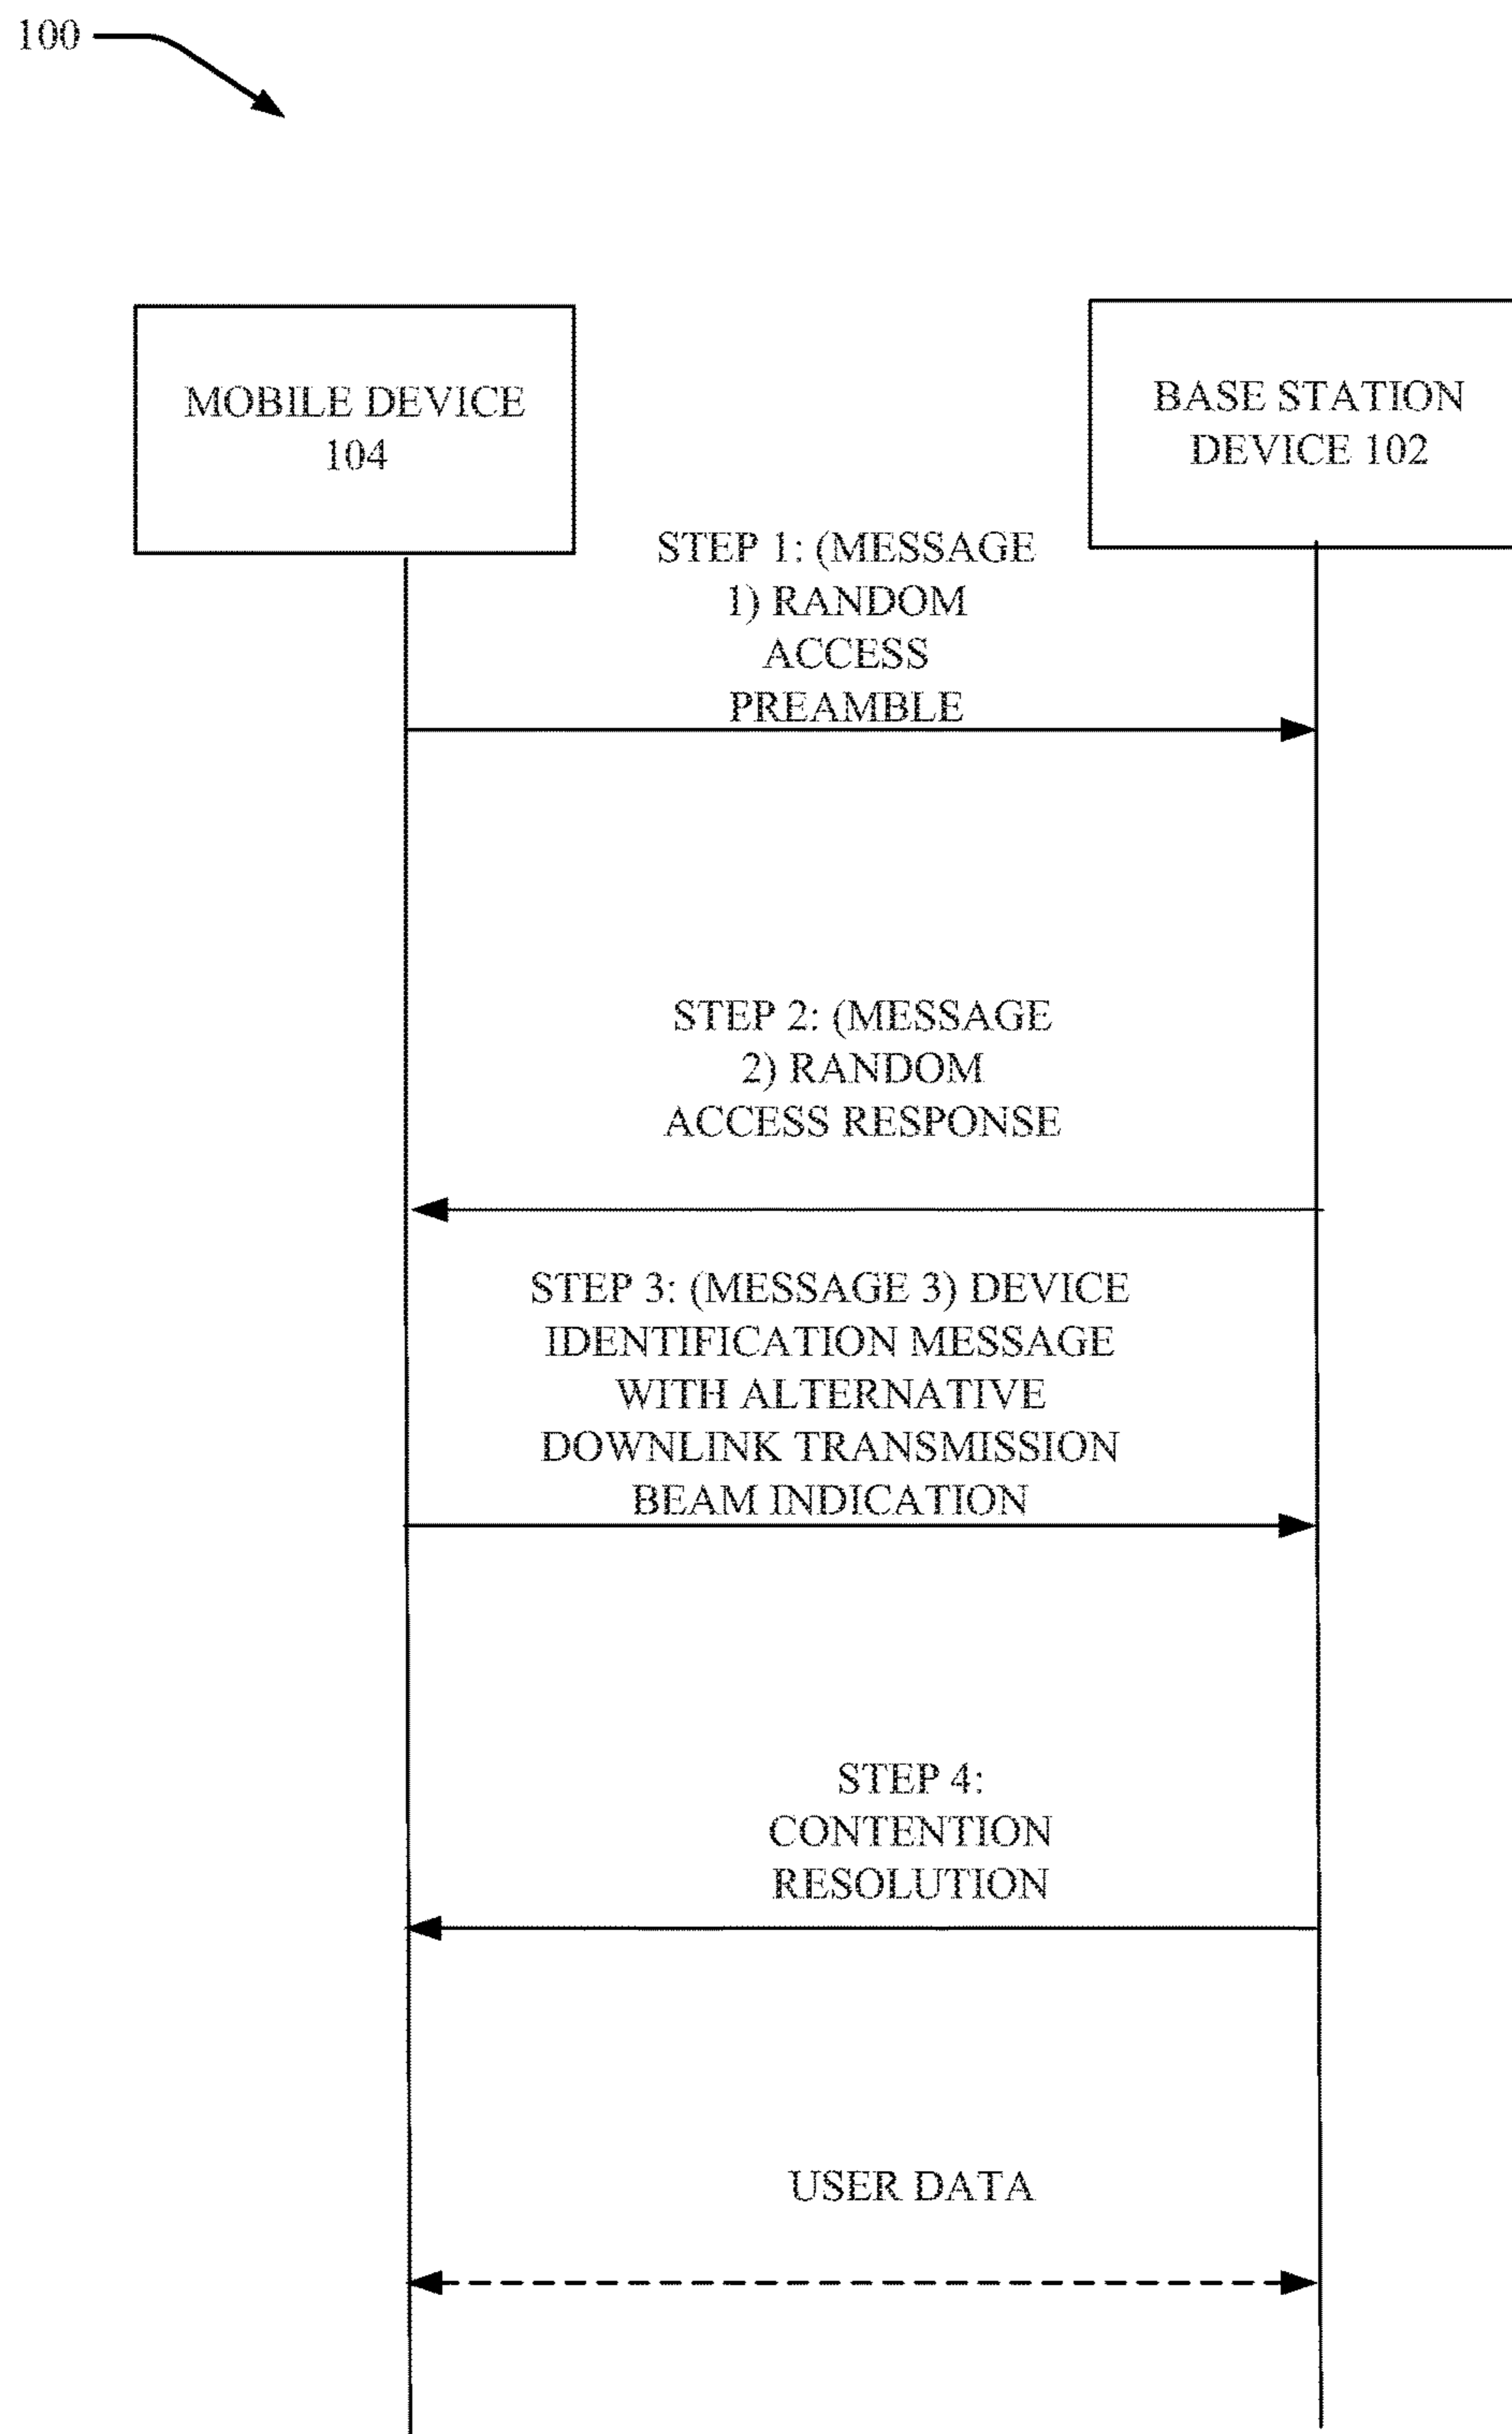 100
MOBILE DEVICE
104
BASE STATION
DEVICE 102
STEP 1: (MESSAGE
1) RANDOM
ACCESS
PREAMBLE
STEP 2: (MESSAGE
2) RANDOM
ACCESS RESPONSE
STEP 3: (MESSAGE 3) DEVICE
IDENTIFICATION MESSAGE
WITH ALTERNATIVE
DOWNLINK TRANSMISSION
BEAM INDICATION
STEP 4:
CONTENTION
RESOLUTION
USER DATA